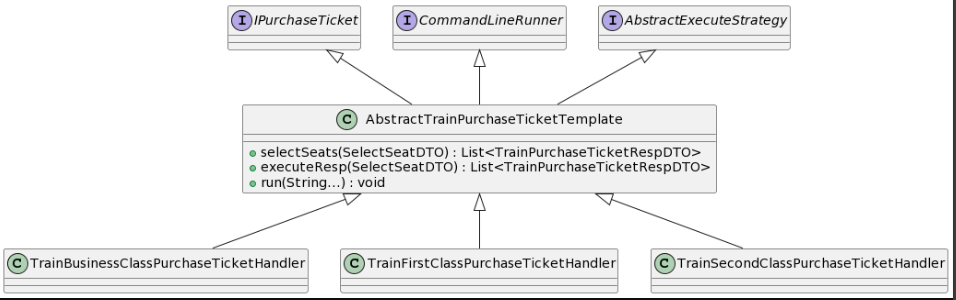 I IPurchaseTicket
I CommandLineRunner
I AbstractExecuteStrategy
C AbstractTrainPurchaseTicketTemplate
selectSeats(SelectSeatDTO) : List<TrainPurchaseTicketRespDTO>
executeResp(SelectSeatDTO) : List<TrainPurchaseTicketRespDTO>
run(String...) : void
C TrainBusinessClassPurchaseTicketHandler
C TrainFirstClassPurchaseTicketHandler
C TrainSecondClassPurchaseTicketHandler